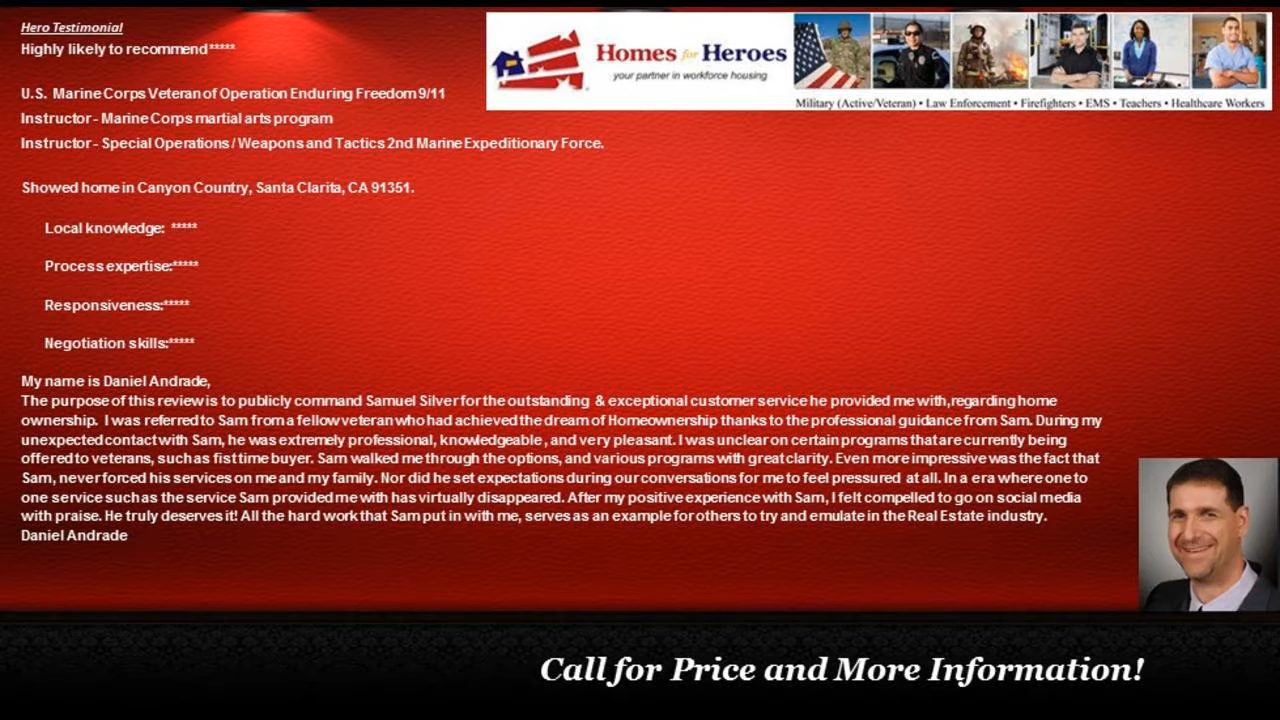 Hero Testimonial
Highly likely to recommend*****
Homes for Heroes
your partner in workforce housing
Military (Active/Veteran) • Law Enforcement • Firefighters • EMS • Teachers • Healthcare Workers
U.S. Marine Corps Veteran of Operation Enduring Freedom 9/11
Instructor - Marine Corps martial arts program
Instructor - Special Operations / Weapons and Tactics 2nd Marine Expeditionary Force.
Showed home in Canyon Country, Santa Clarita, CA 91351.
Local knowledge: *****
Process expertise:*****
Responsiveness:*****
Negotiation skills:*****
My name is Daniel Andrade,
The purpose of this review is to publicly command Samuel Silver for the outstanding & exceptional customer service he provided me with, regarding home
ownership. I was referred to Sam from a fellow veteran who had achieved the dream of Homeownership thanks to the professional guidance from Sam. During my
unexpected contact with Sam, he was extremely professional, knowledgeable, and very pleasant. I was unclear on certain programs that are currently being
offered to veterans, such as fist time buyer. Sam walked me through the options, and various programs with great clarity. Even more impressive was the fact that
Sam, never forced his services on me and my family. Nor did he set expectations during our conversations for me to feel pressured at all. In a era where one to
one service such as the service Sam provided me with has virtually disappeared. After my positive experience with Sam, I felt compelled to go on social media
with praise. He truly deserves it! All the hard work that Sam put in with me, serves as an example for others to try and emulate in the Real Estate industry.
Daniel Andrade
Call for Price and More Information!